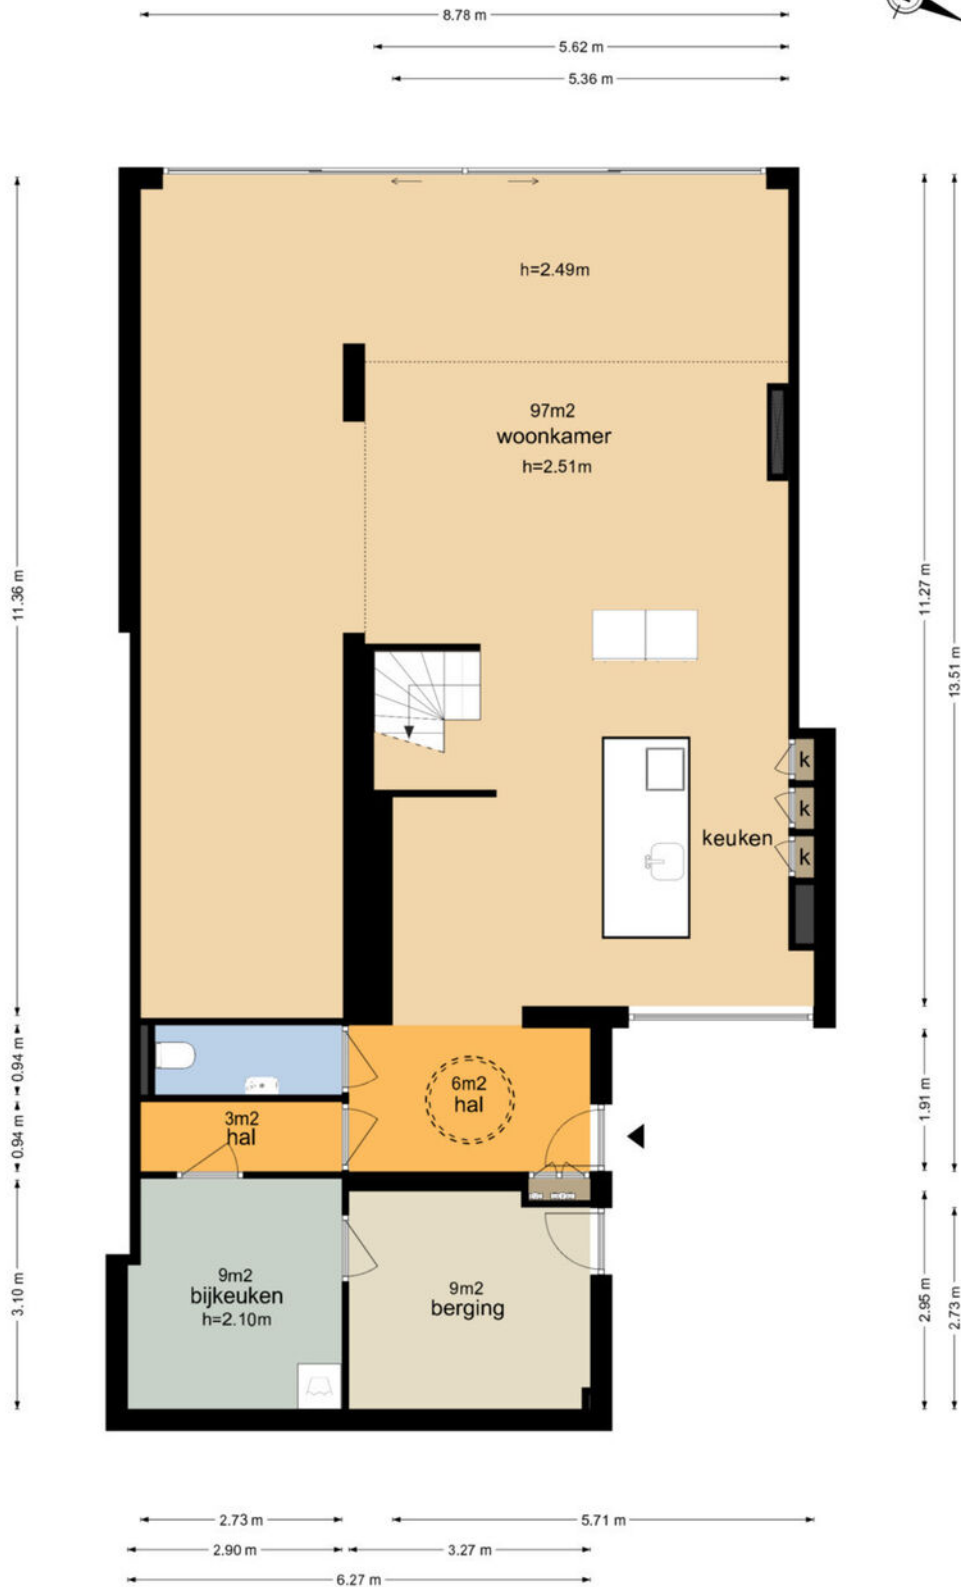 8.78 m
5.62 m
5.36 m
h=2.49m
97m2
woonkamer
h=2.51m
11.36 m
11.27 m
13.51 m
k
k
keuken
k
0.94 m
0.94 m
6m2
hal
3m2
hal
1.91 m
9m2
bijkeuken
h=2.10m
9m2
berging
3.10 m
2.95 m
2.73 m
2.73 m
5.71 m
2.90 m
3.27 m
6.27 m